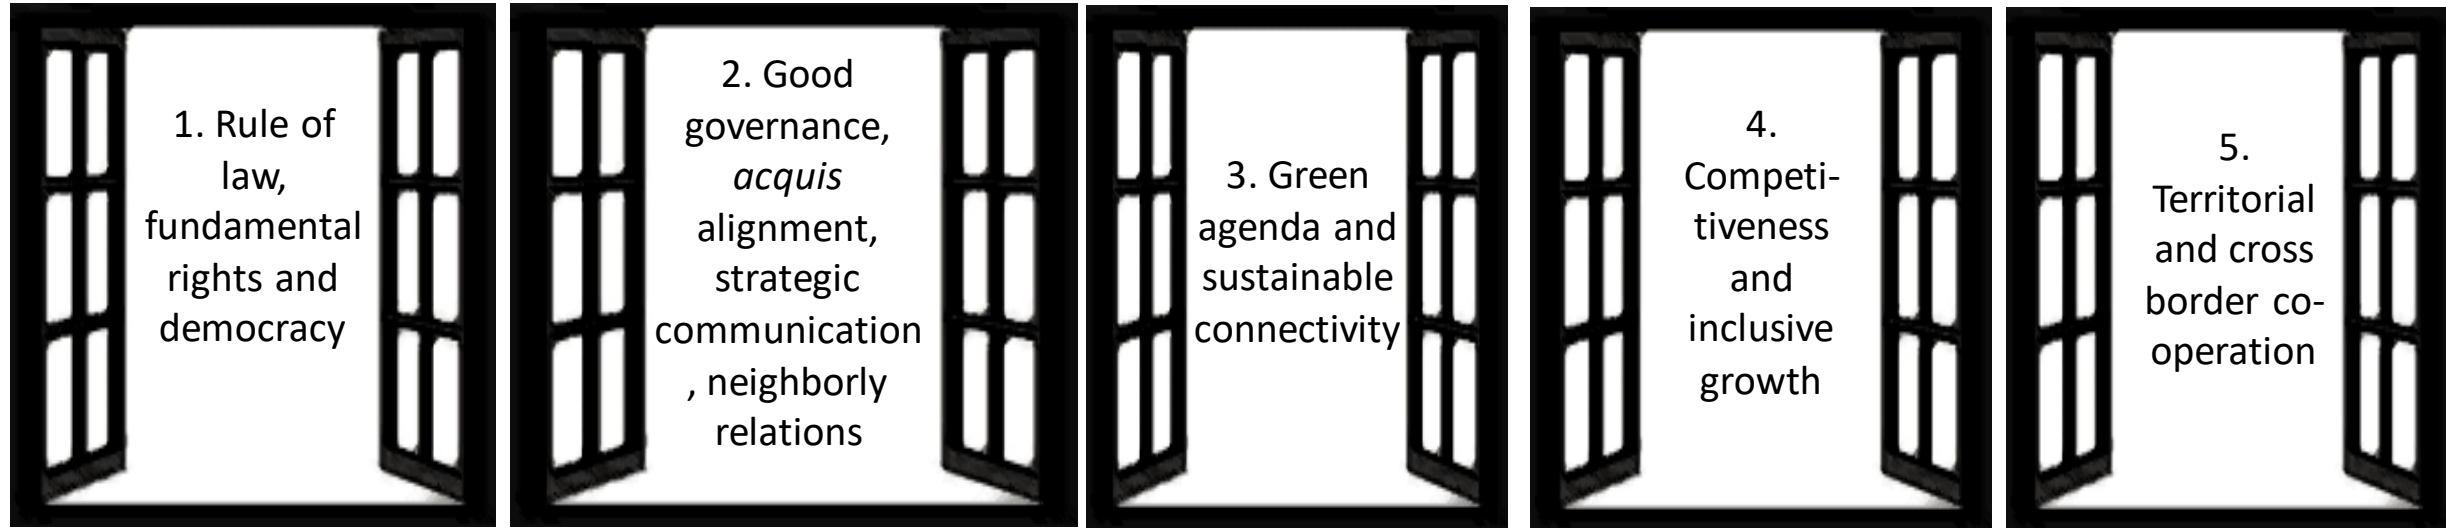 1. Rule of
law,
fundamental
rights and
democracy
2. Good
governance,
acquis
alignment,
strategic
communication
, neighborly
relations
3. Green
agenda and
sustainable
connectivity
4.
Competi-
tiveness
and
inclusive
growth
5.
Territorial
and cross
border co-
operation